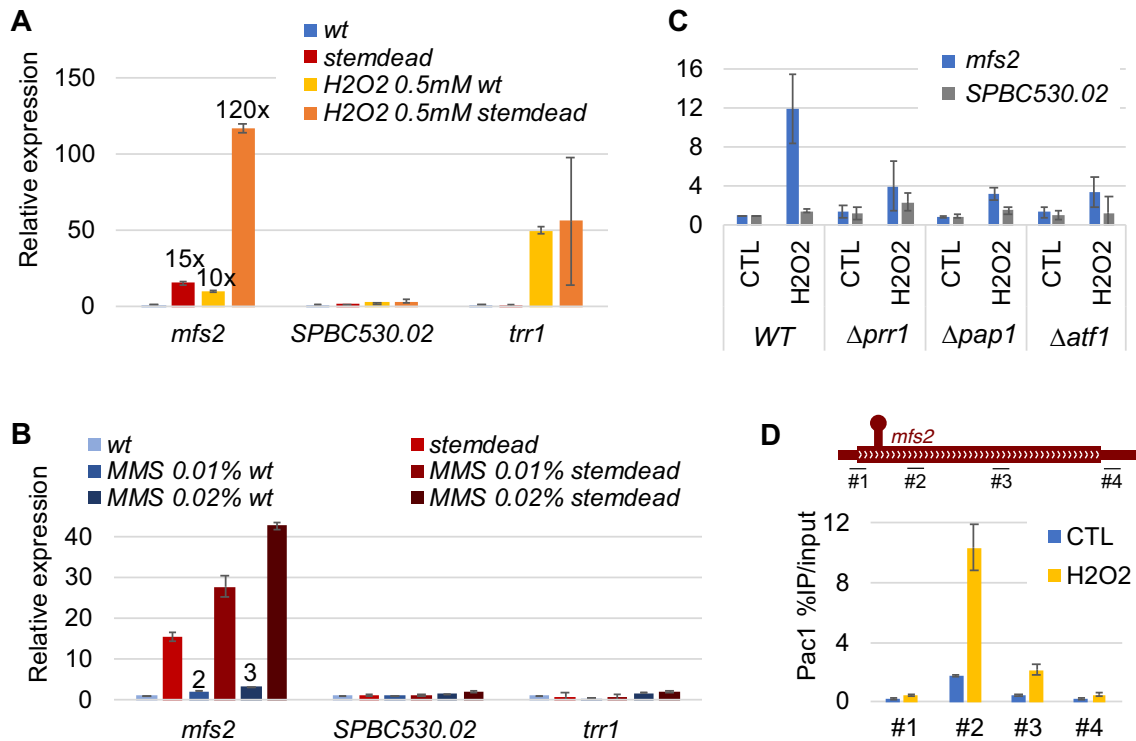 A
wt
stemdead
H2O2 0.5mM wt
H2O2 0.5mM stemdead
Relative expression
150
100
50
0
15x
10x
120x
mfs2
SPBC530.02
trr1
C
mfs2
SPBC530.02
16
12
8
4
0
CTL
H2O2
CTL
H2O2
CTL
H2O2
CTL
H2O2
WT
Δprr1
Δpap1
Δatf1
B
wt
stemdead
MMS 0.01% wt
MMS 0.01% stemdead
MMS 0.02% wt
MMS 0.02% stemdead
Relative expression
40
30
20
10
0
2
3
mfs2
SPBC530.02
trr1
D
mfs2
#1
#2
#3
#4
Pac1 %IP/input
12
8
4
0
CTL
H2O2
#1
#2
#3
#4